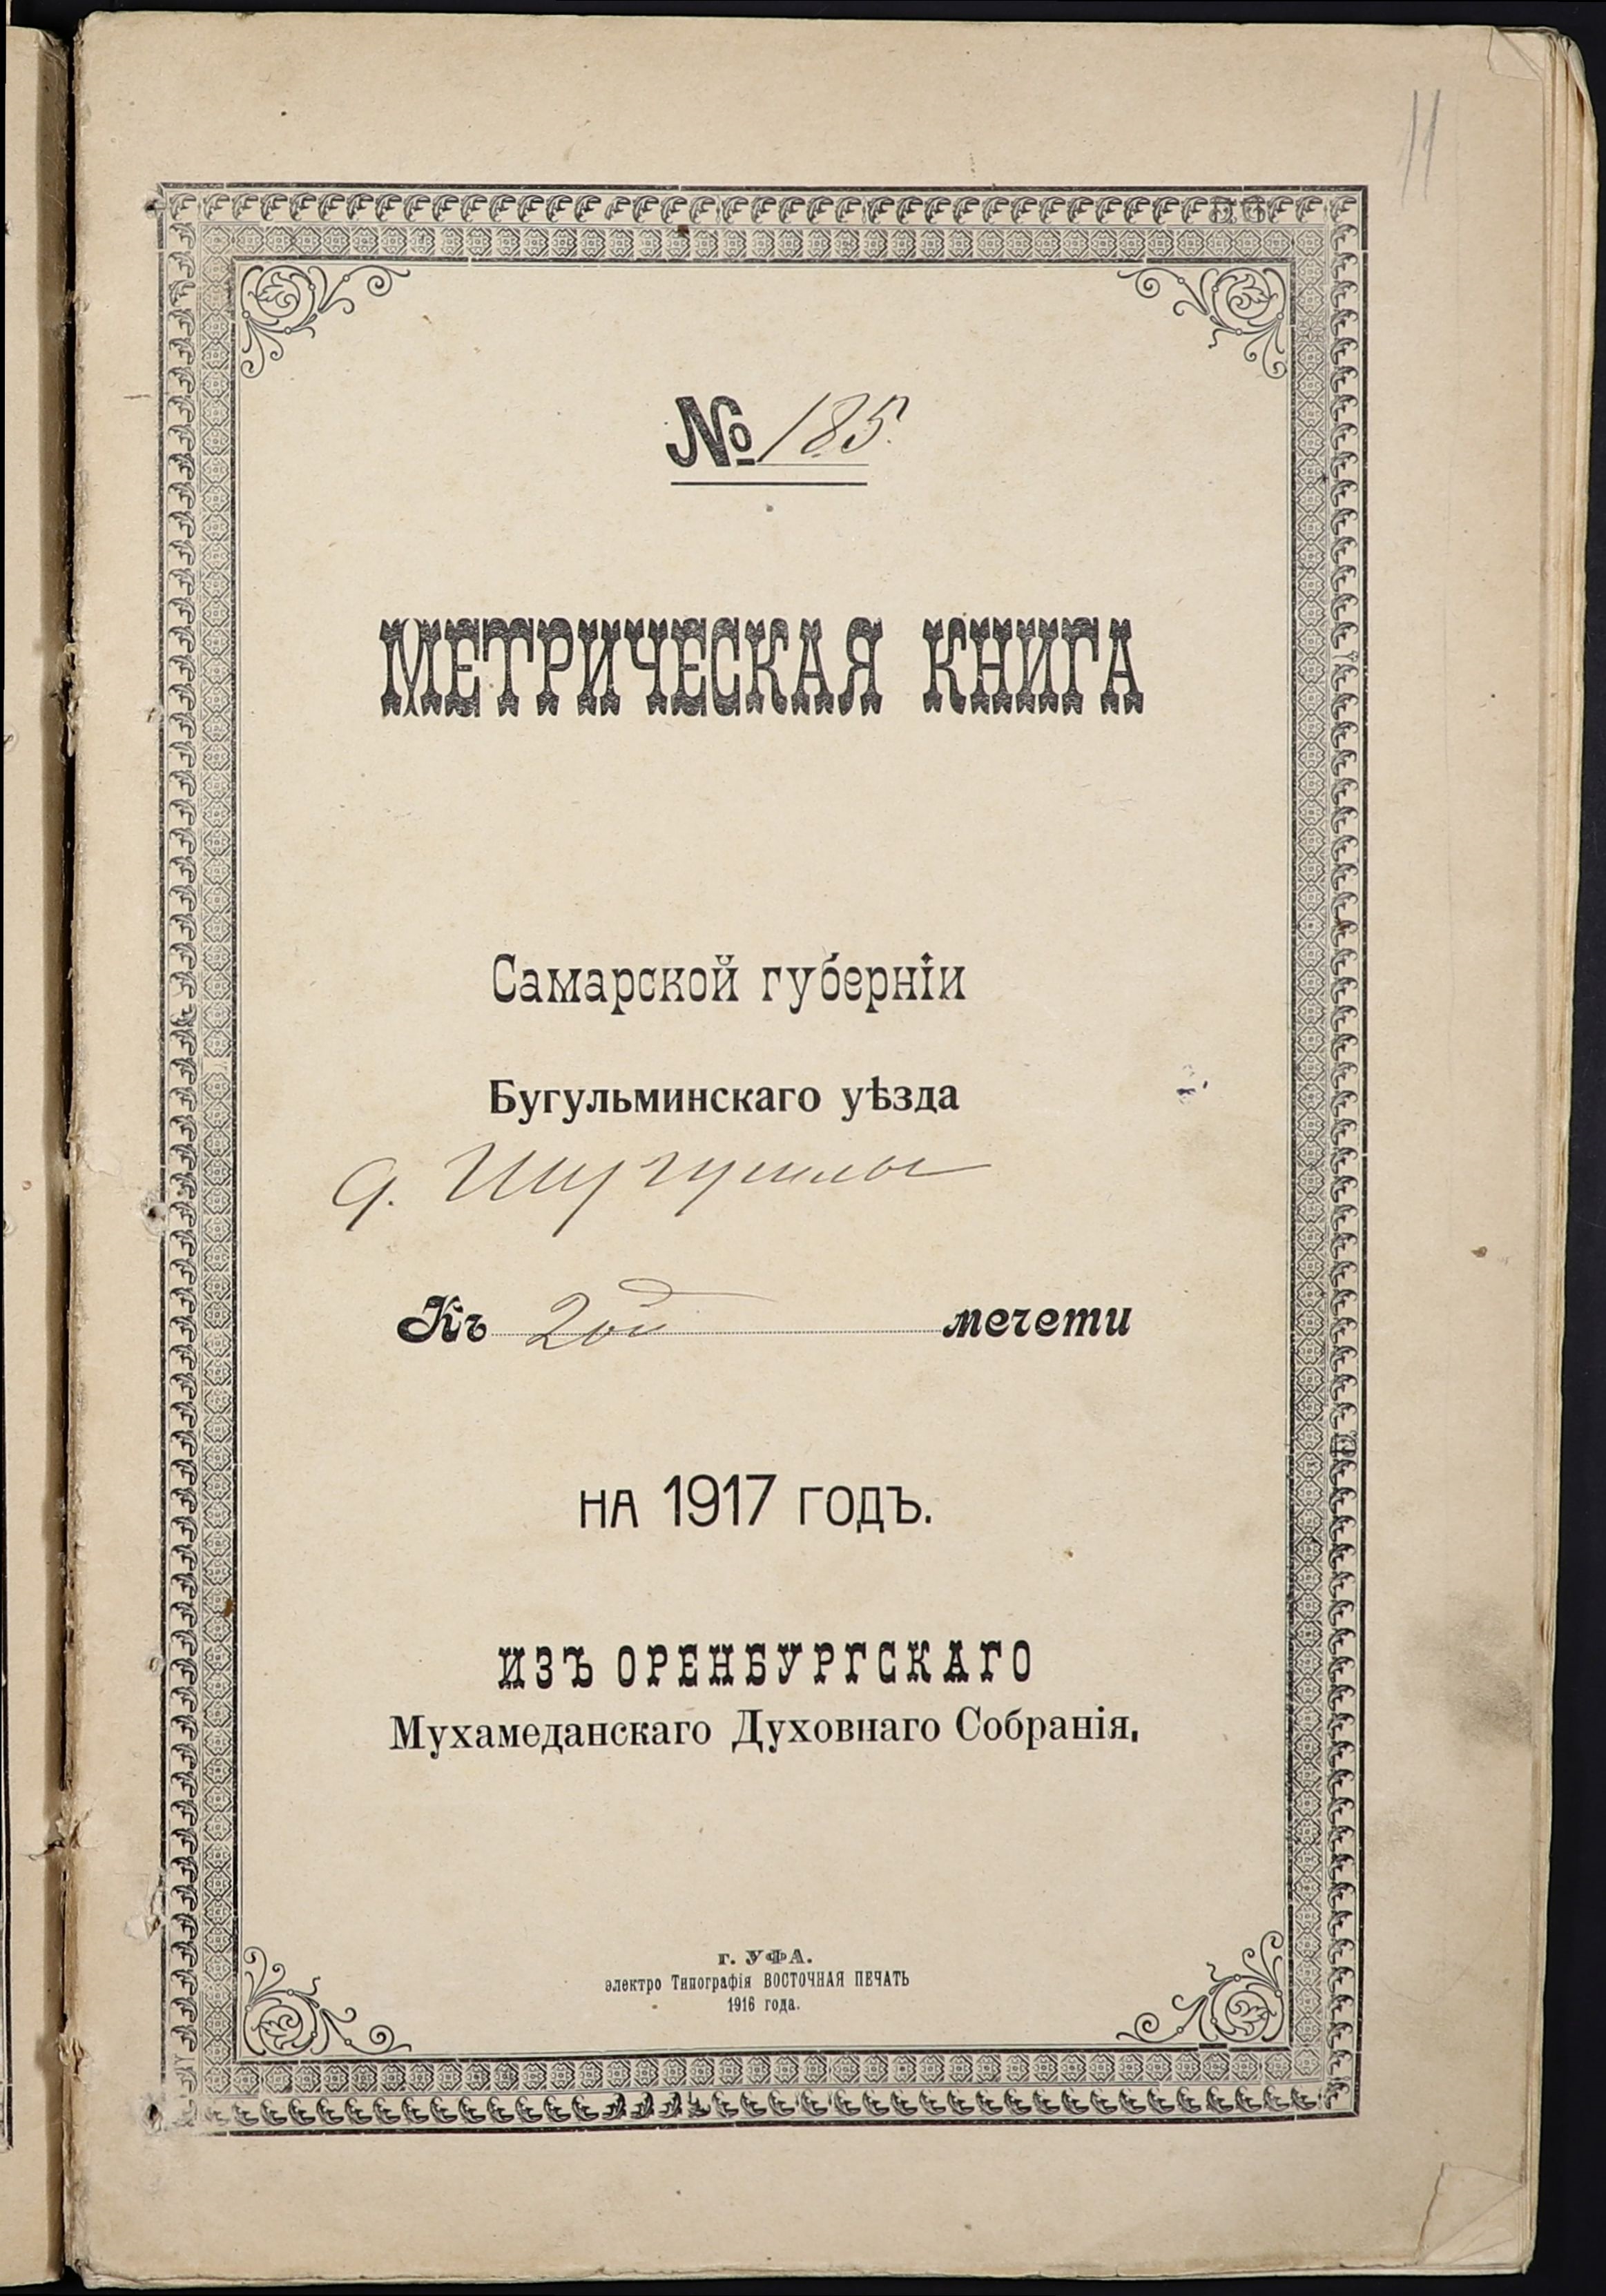 11
№ 185.
МЕТРИЧЕСКАЯ КНИГА
Самарской губерніи
Бугульминскаго уѣзда
д. Шугушлы
Къ 2ой мечети
НА 1917 ГОДЪ.
ИЗЪ ОРЕНБУРГСКАГО
Мухамеданскаго Духовнаго Собранія.
г. УФА.
электро Типографія ВОСТОЧНАЯ ПЕЧАТЬ
1916 года.